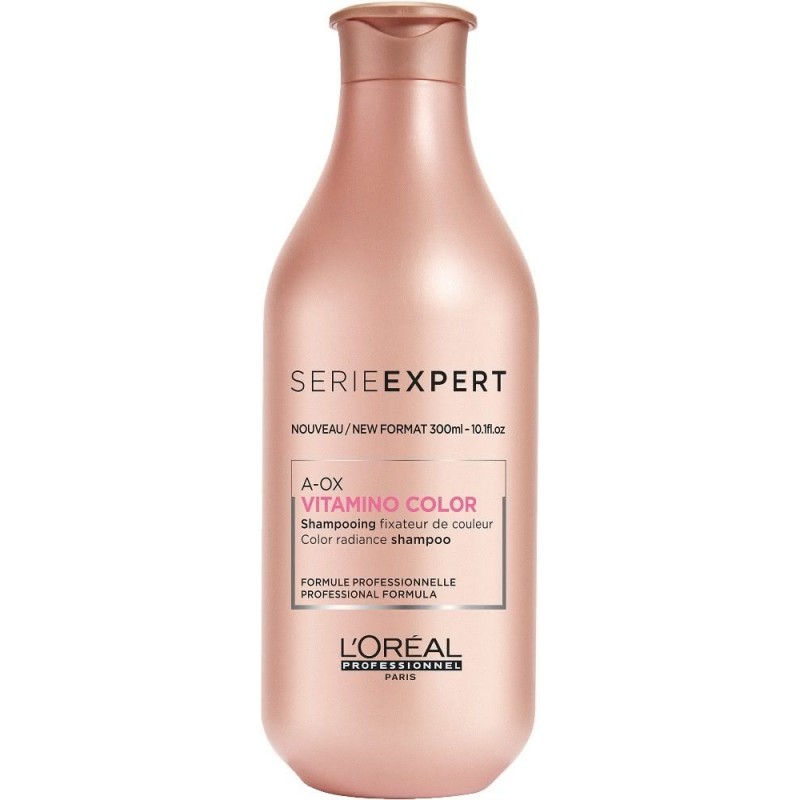 SERIEEXPERT
NOUVEAU / NEW FORMAT 300ml - 10.1fl.oz
A-OX
VITAMINO COLOR
Shampooing fixateur de couleur
Color radiance shampoo
FORMULE PROFESSIONNELLE
PROFESSIONAL FORMULA
L'ORÉAL
PROFESSIONNEL
PARIS